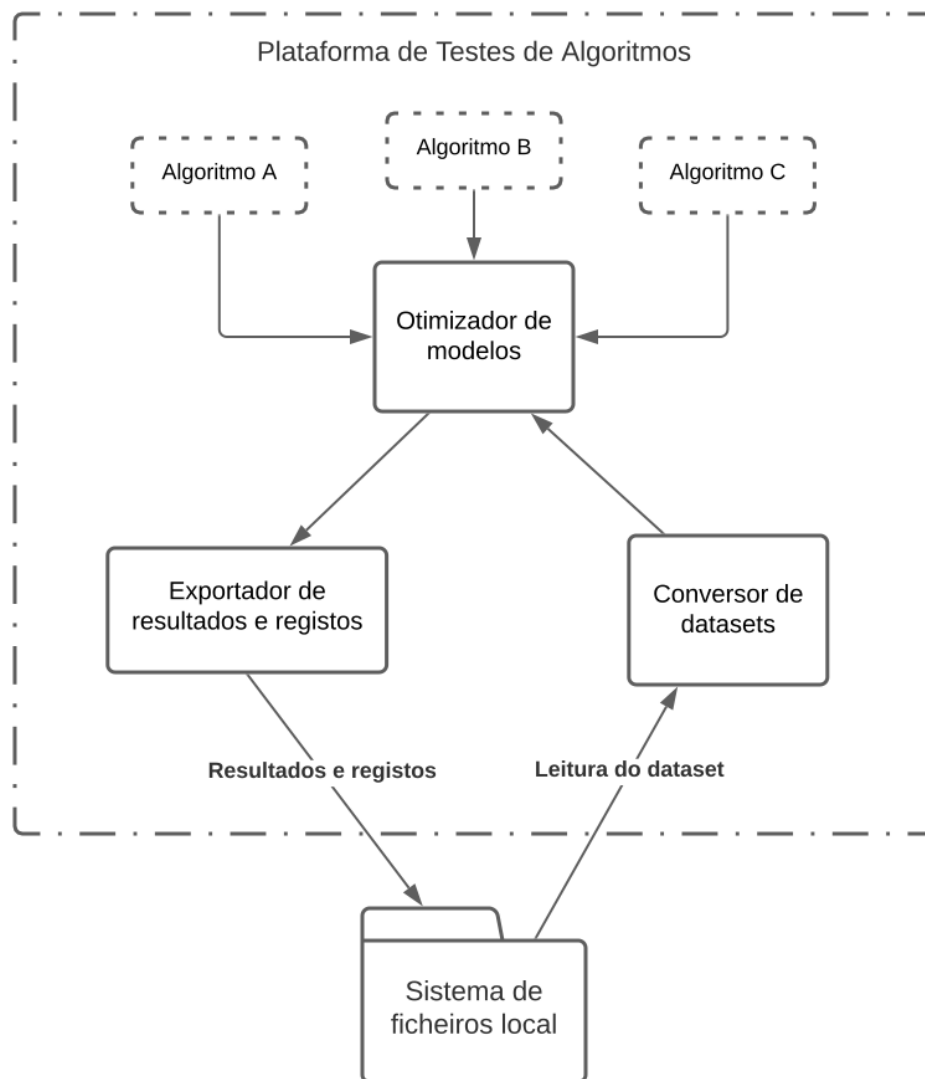 Plataforma de Testes de Algoritmos
Algoritmo A
Algoritmo B
Algoritmo C
Otimizador de
modelos
Exportador de
resultados e registos
Conversor de
datasets
Resultados e registos
Leitura do dataset
Sistema de
ficheiros local